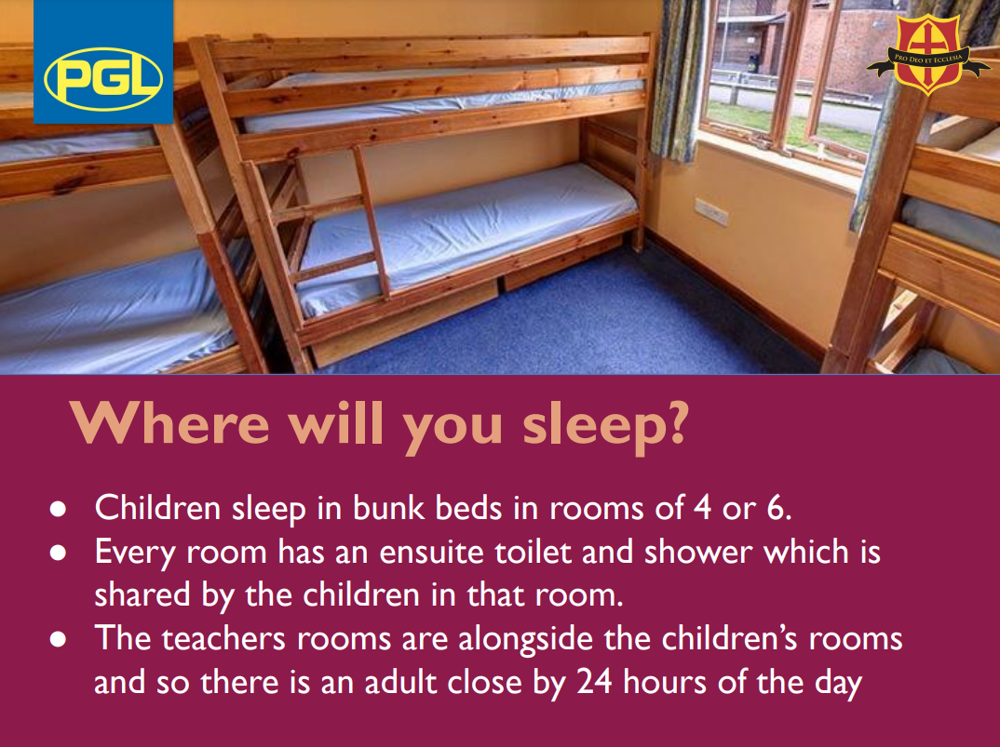 PGL
PRO DEO ET ECCLESIA
Where will you sleep?
● Children sleep in bunk beds in rooms of 4 or 6.
● Every room has an ensuite toilet and shower which is
shared by the children in that room.
● The teachers rooms are alongside the children’s rooms
and so there is an adult close by 24 hours of the day